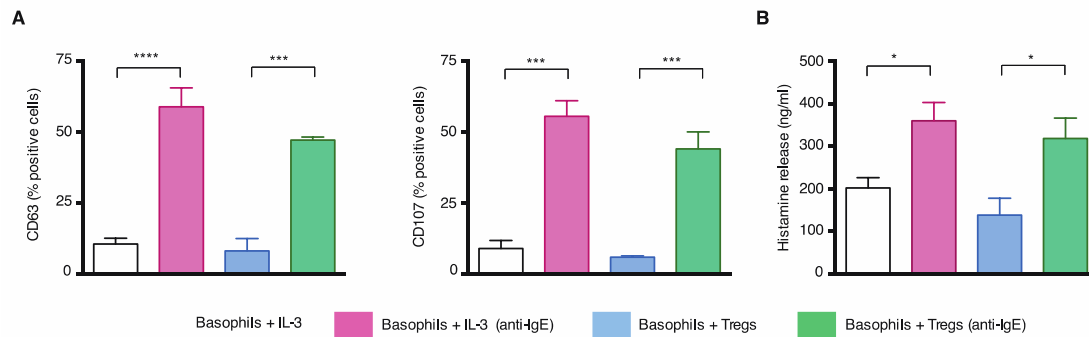 A
B
CD63 (% positive cells)
75
50
25
0
****
***
CD107 (% positive cells)
75
50
25
0
***
***
Histamine release (ng/ml)
500
400
300
200
100
0
*
*
Basophils + IL-3
Basophils + IL-3 (anti-IgE)
Basophils + Tregs
Basophils + Tregs (anti-IgE)